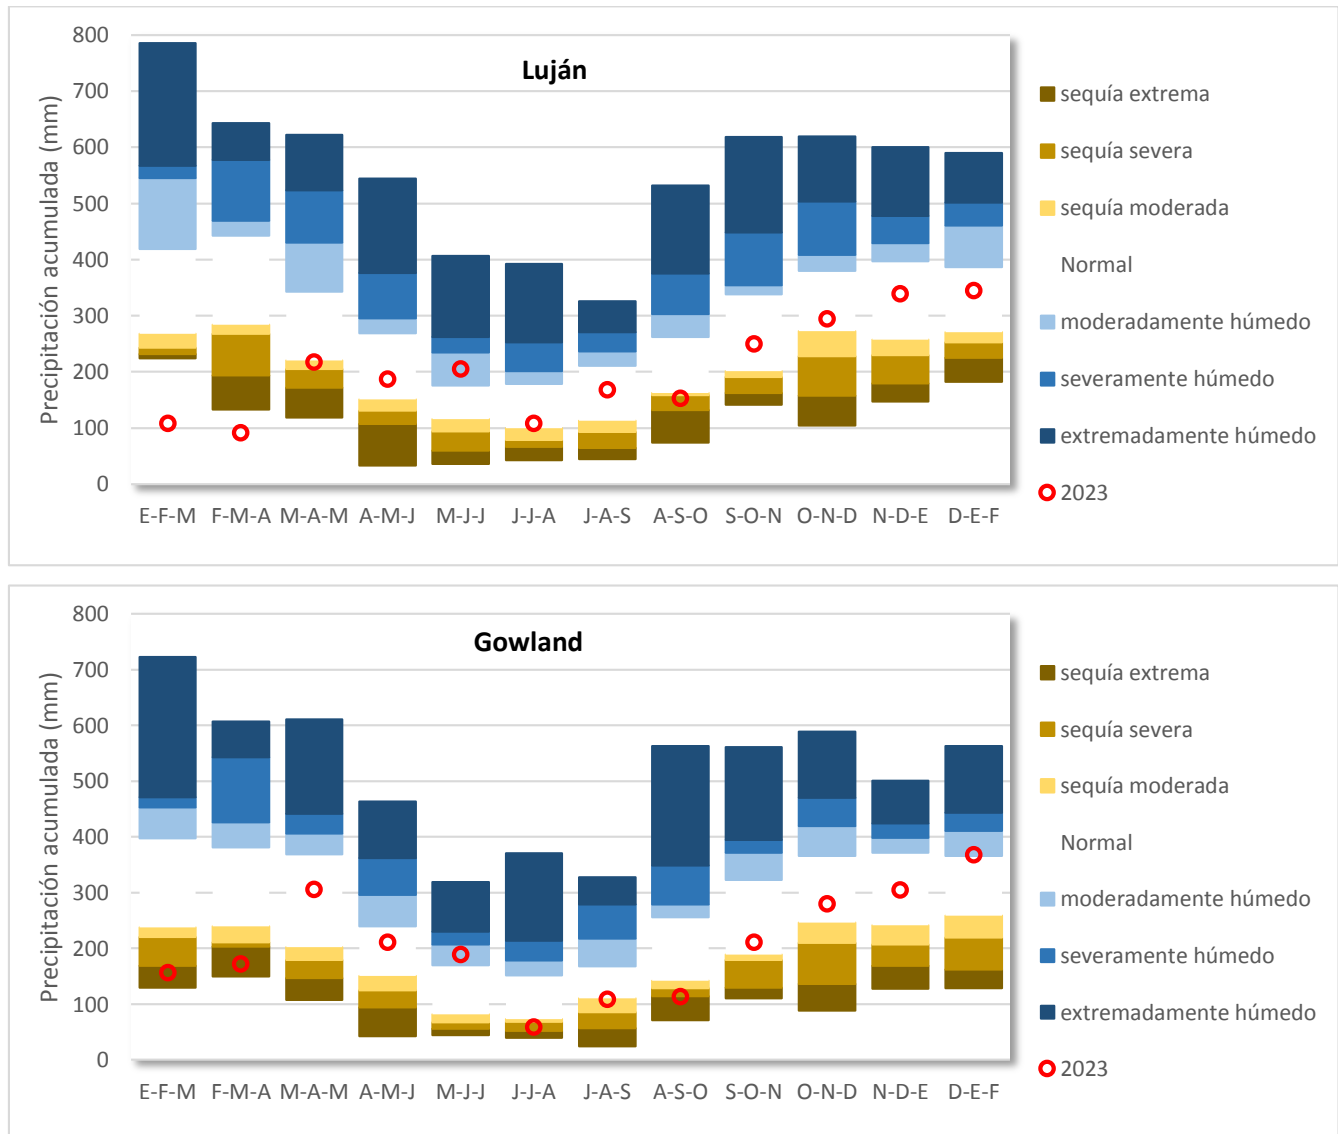 Luján
Precipitación acumulada (mm)
800
700
600
500
400
300
200
100
0
E-F-M F-M-A M-A-M A-M-J M-J-J J-J-A J-A-S A-S-O S-O-N O-N-D N-D-E D-E-F
sequía extrema
sequía severa
sequía moderada
Normal
moderadamente húmedo
severamente húmedo
extremadamente húmedo
2023
Gowland
Precipitación acumulada (mm)
800
700
600
500
400
300
200
100
0
E-F-M F-M-A M-A-M A-M-J M-J-J J-J-A J-A-S A-S-O S-O-N O-N-D N-D-E D-E-F
sequía extrema
sequía severa
sequía moderada
Normal
moderadamente húmedo
severamente húmedo
extremadamente húmedo
2023